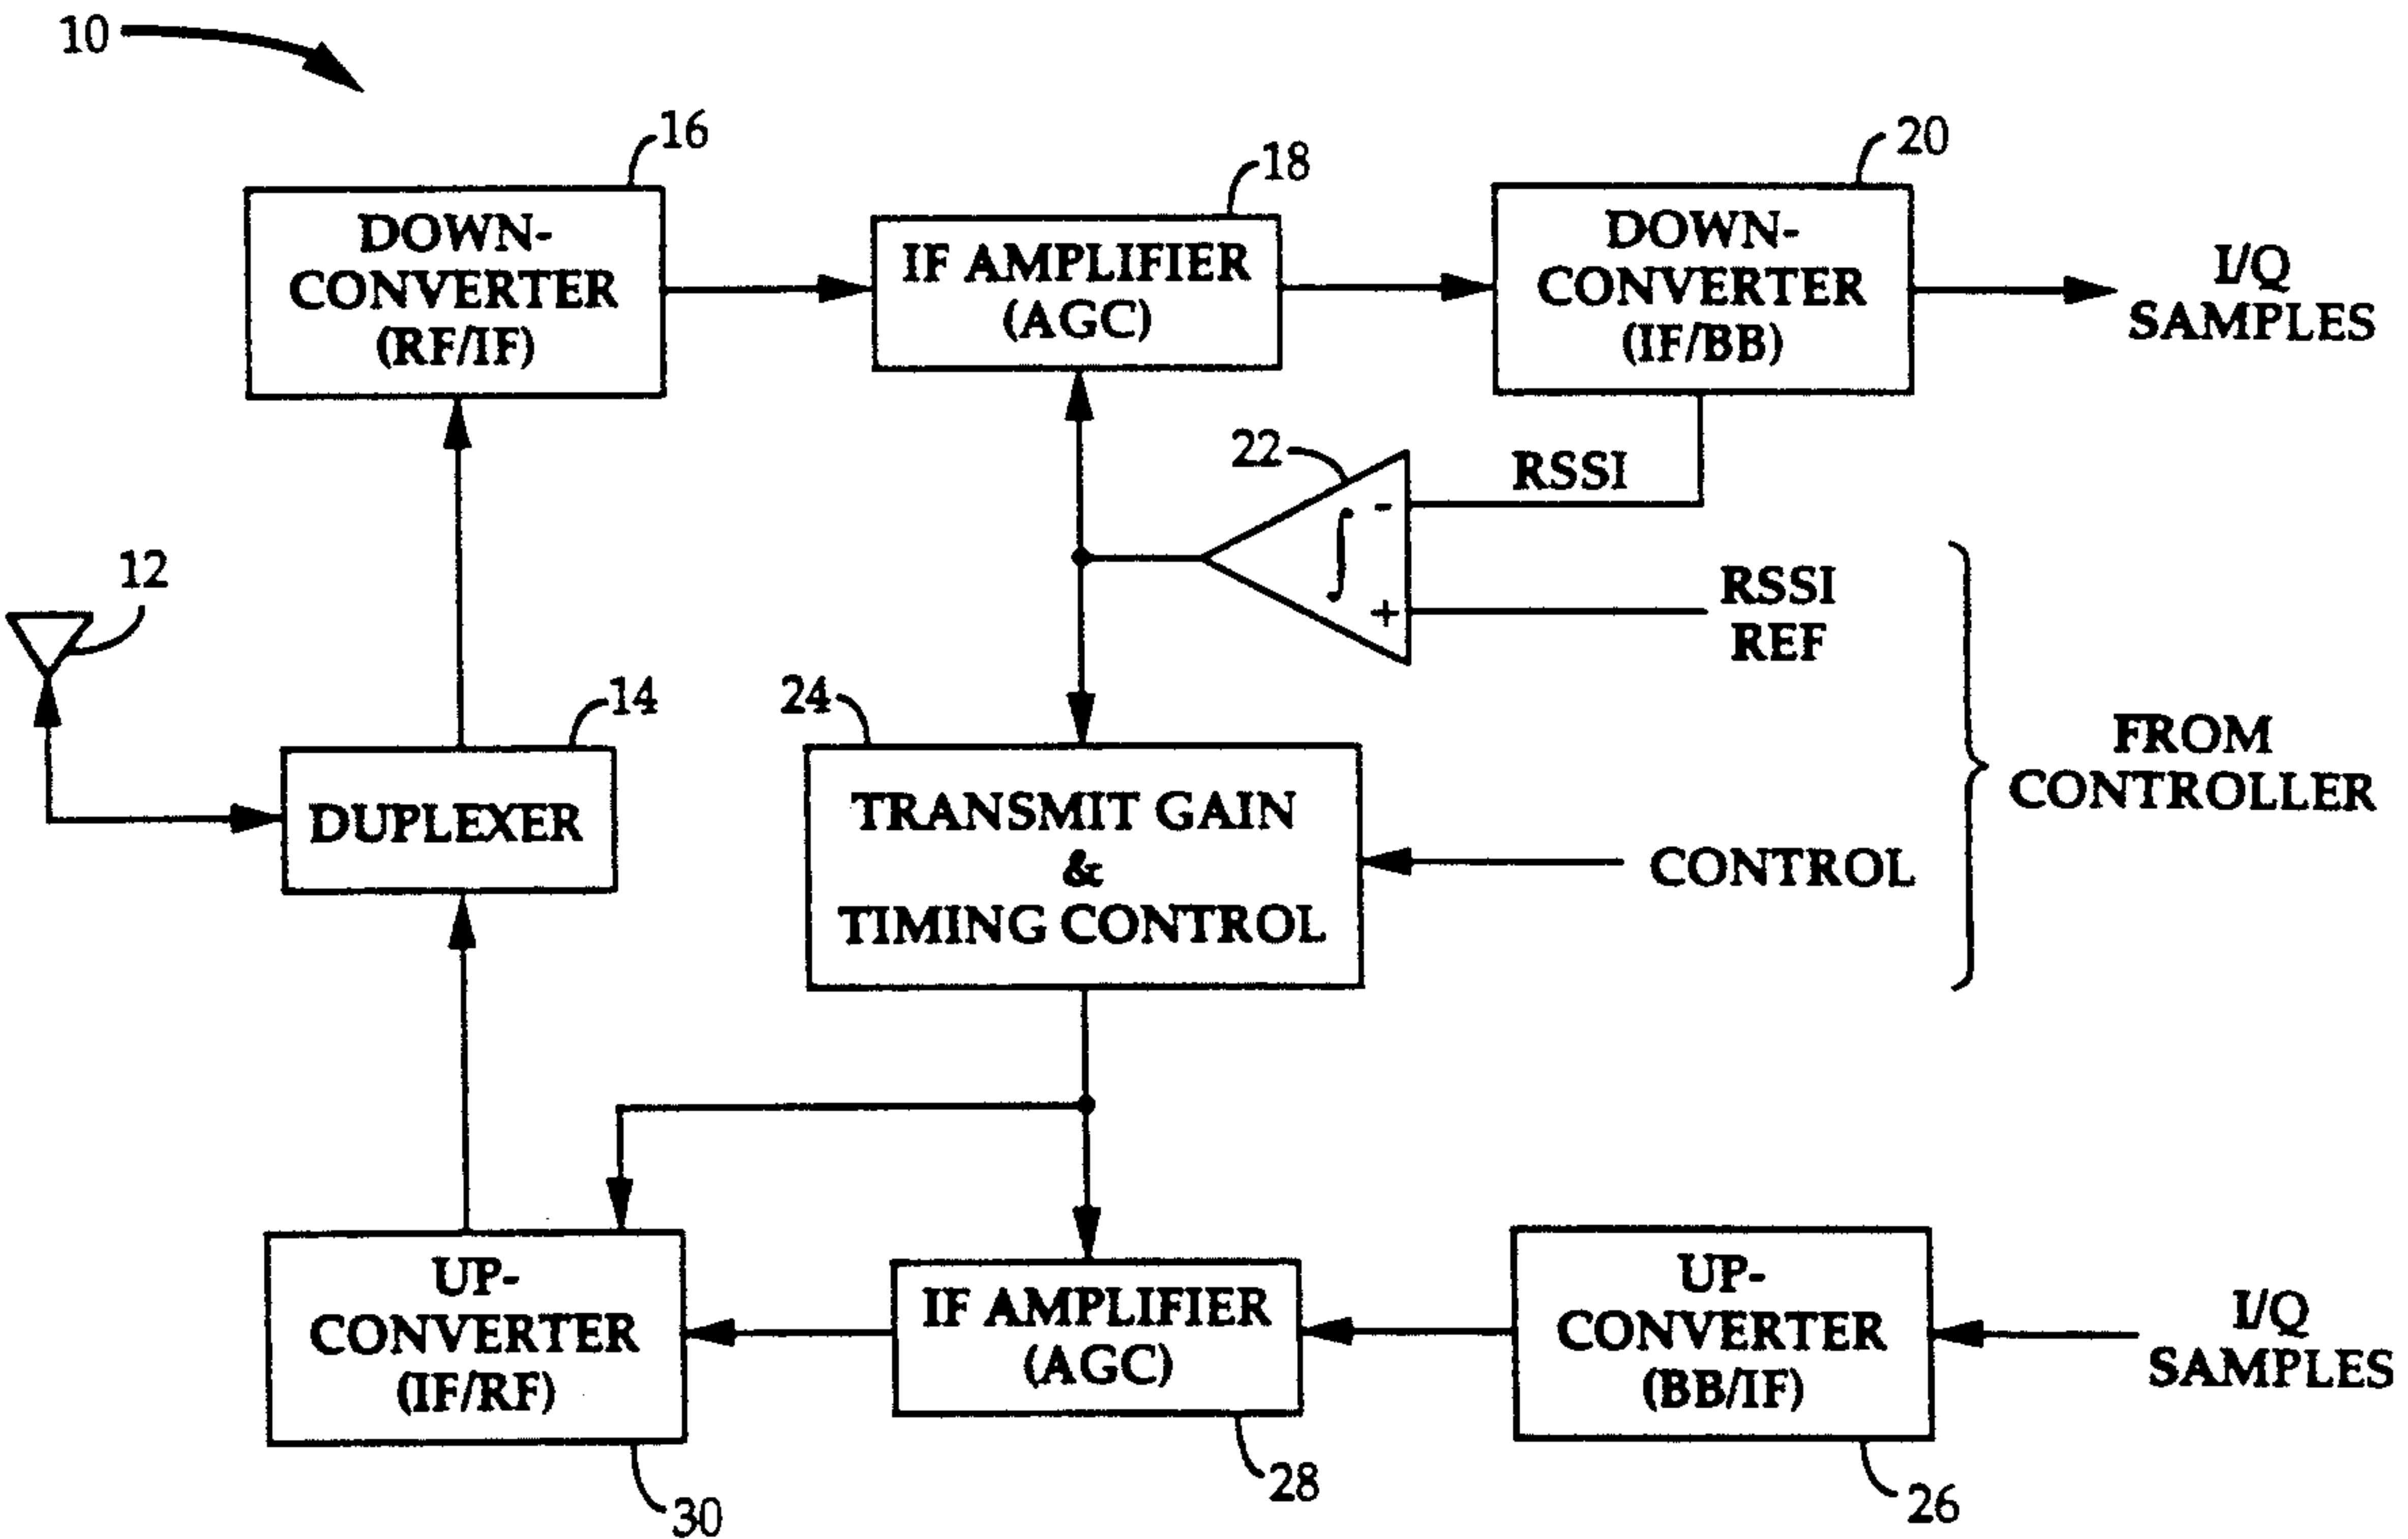 10
16
DOWN-
CONVERTER
(RF/IF)
18
IF AMPLIFIER
(AGC)
20
DOWN-
CONVERTER
(IF/BB)
I/Q
SAMPLES
22
RSSI
-
∫
+
RSSI
REF
12
14
DUPLEXER
24
TRANSMIT GAIN
&
TIMING CONTROL
CONTROL
FROM
CONTROLLER
UP-
CONVERTER
(IF/RF)
30
IF AMPLIFIER
(AGC)
28
UP-
CONVERTER
(BB/IF)
26
I/Q
SAMPLES